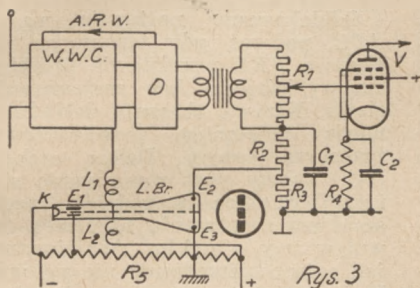 A.R.W.
W.W.C.
D
R1
V
+
R2
C1
R3
R4
C2
L1
L.Br.
E2
K
E1
L2
E3
R5
-
+
Rys. 3